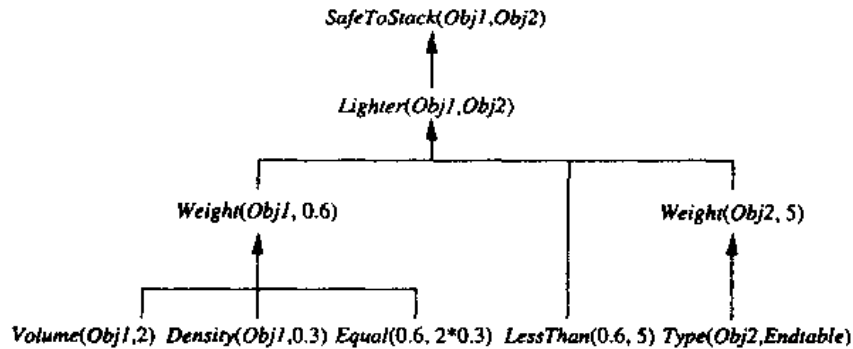 SafeToStack(Obj1,Obj2)
Lighter(Obj1,Obj2)
Weight(Obj1, 0.6) Weight(Obj2, 5)
Volume(Obj1,2) Density(Obj1,0.3) Equal(0.6, 2*0.3) LessThan(0.6, 5) Type(Obj2,Endtable)